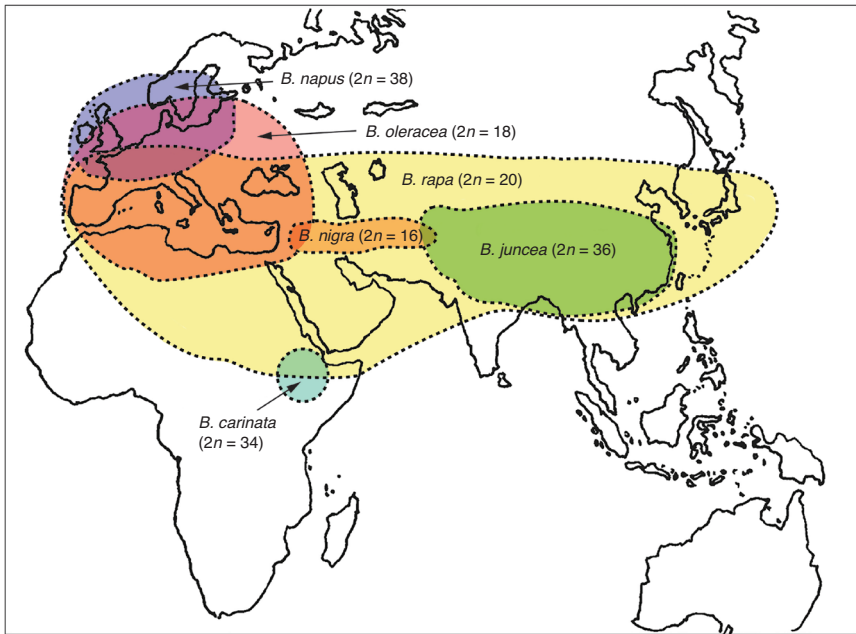 B. napus (2n = 38)
B. oleracea (2n = 18)
B. rapa (2n = 20)
B. nigra (2n = 16)
B. juncea (2n = 36)
B. carinata
(2n = 34)